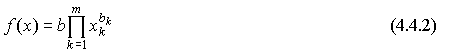 f(x) = b ∏_{k=1}^{m} x_k^{b_k} (4.4.2)